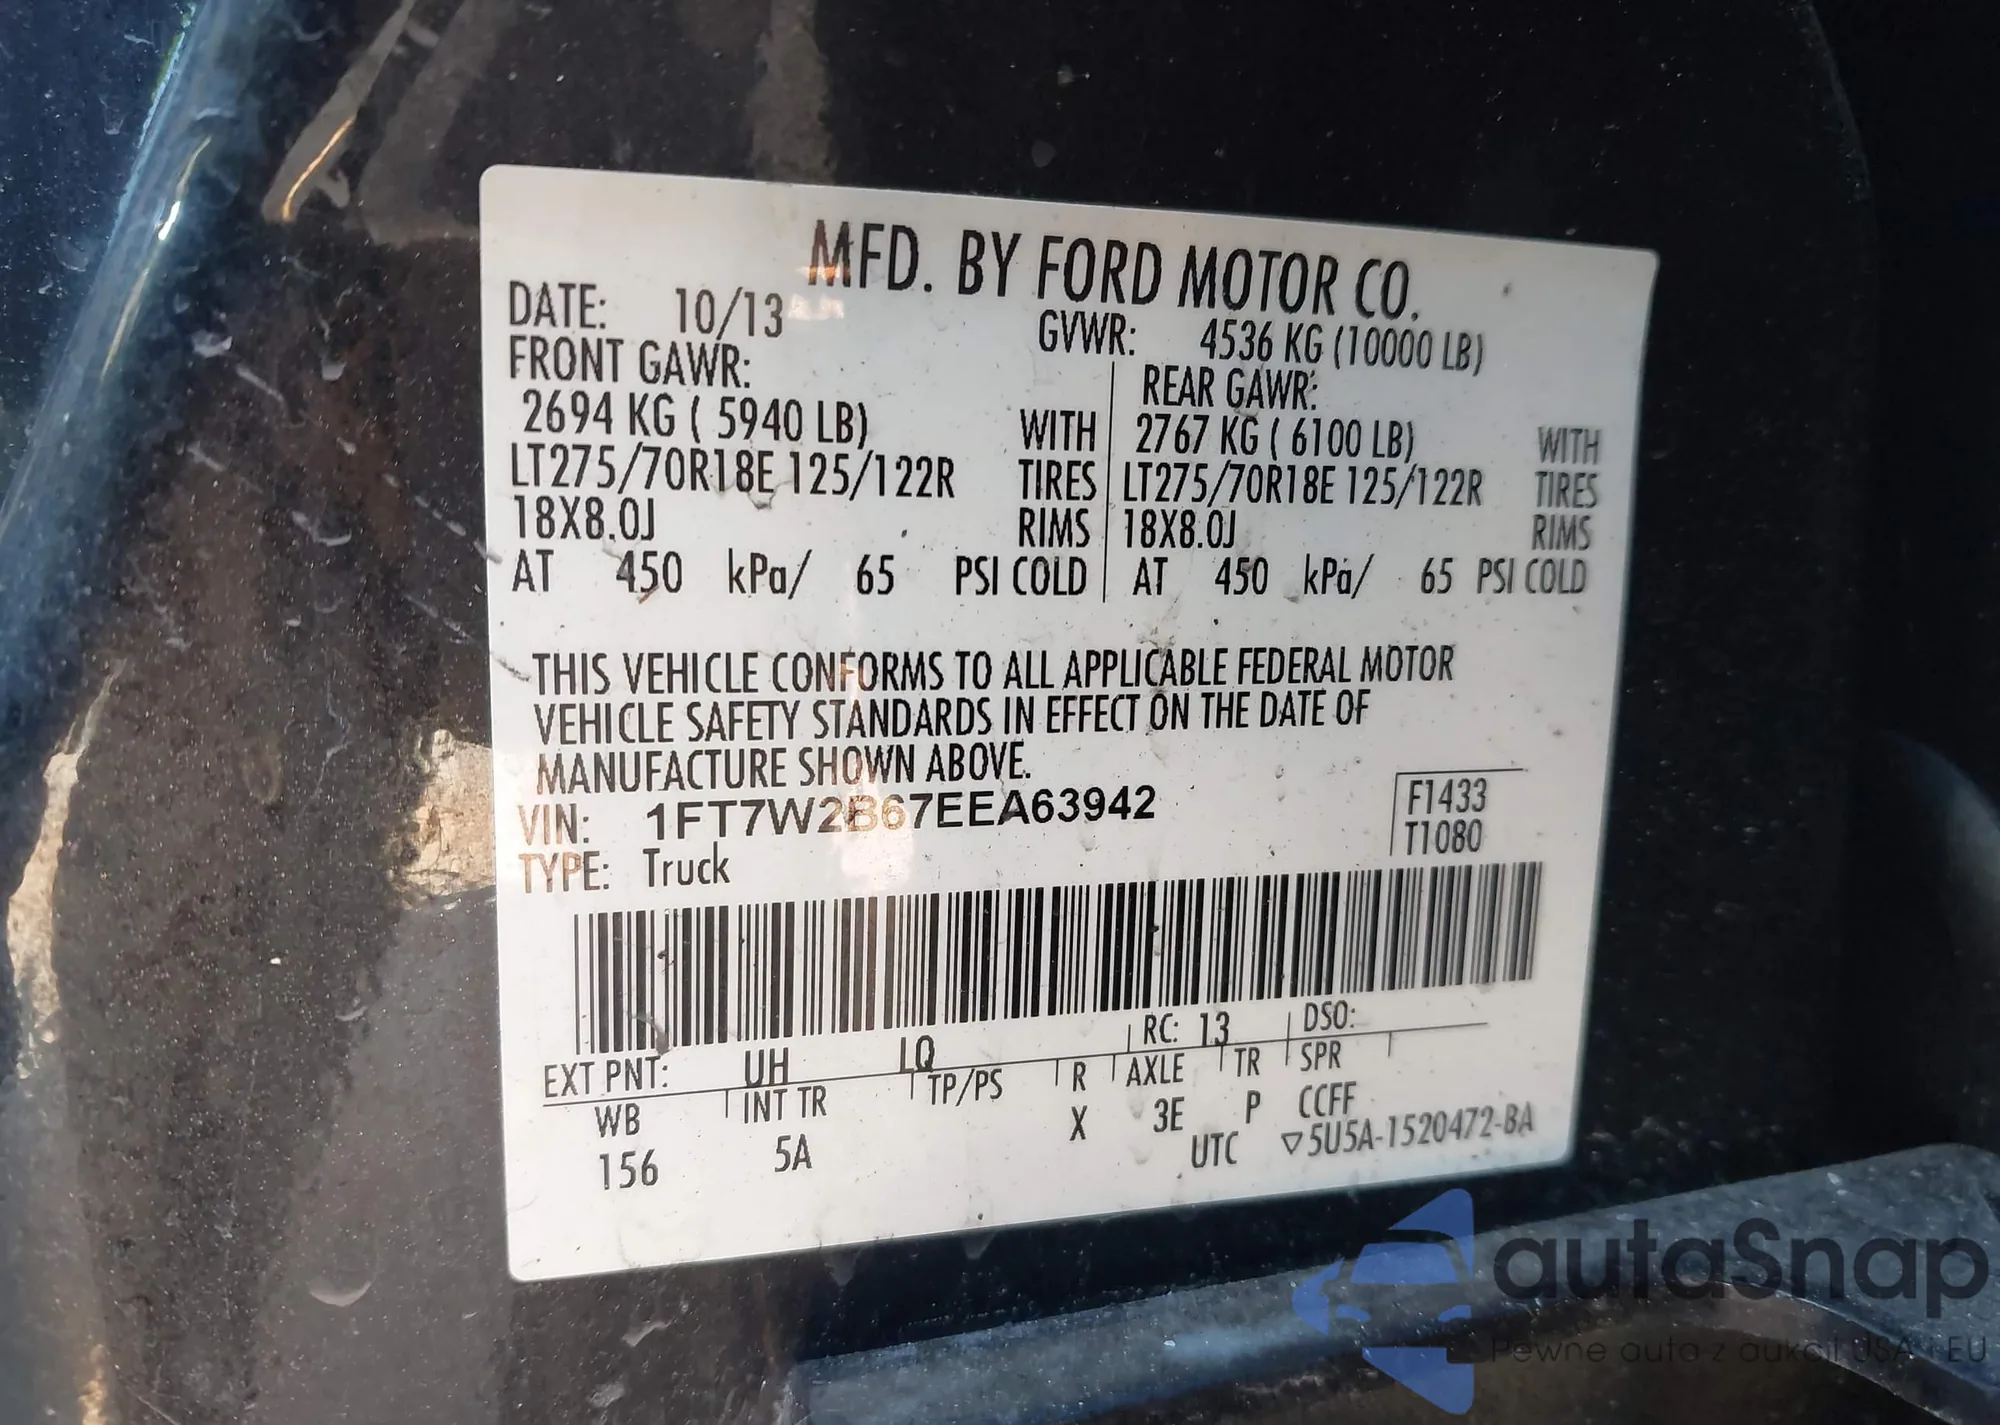 MFD. BY FORD MOTOR CO.
DATE: 10/13 GVWR: 4536 KG (10000 LB)
FRONT GAWR: REAR GAWR:
2694 KG ( 5940 LB) WITH 2767 KG ( 6100 LB) WITH
LT275/70R18E 125/122R TIRES LT275/70R18E 125/122R TIRES
18X8.0J RIMS 18X8.0J RIMS
AT 450 kPa/ 65 PSI COLD AT 450 kPa/ 65 PSI COLD
THIS VEHICLE CONFORMS TO ALL APPLICABLE FEDERAL MOTOR
VEHICLE SAFETY STANDARDS IN EFFECT ON THE DATE OF
MANUFACTURE SHOWN ABOVE.
VIN: 1FT7W2B67EEA63942 F1433
TYPE: Truck T1080
EXT PNT: UH LQ RC: 13 DSO:
WB INT TR TP/PS R AXLE TR SPR
156 5A X 3E P CCFF
UTC ▽5U5A-1520472-BA
autaSnap
Pewne auta z aukcji USA i EU